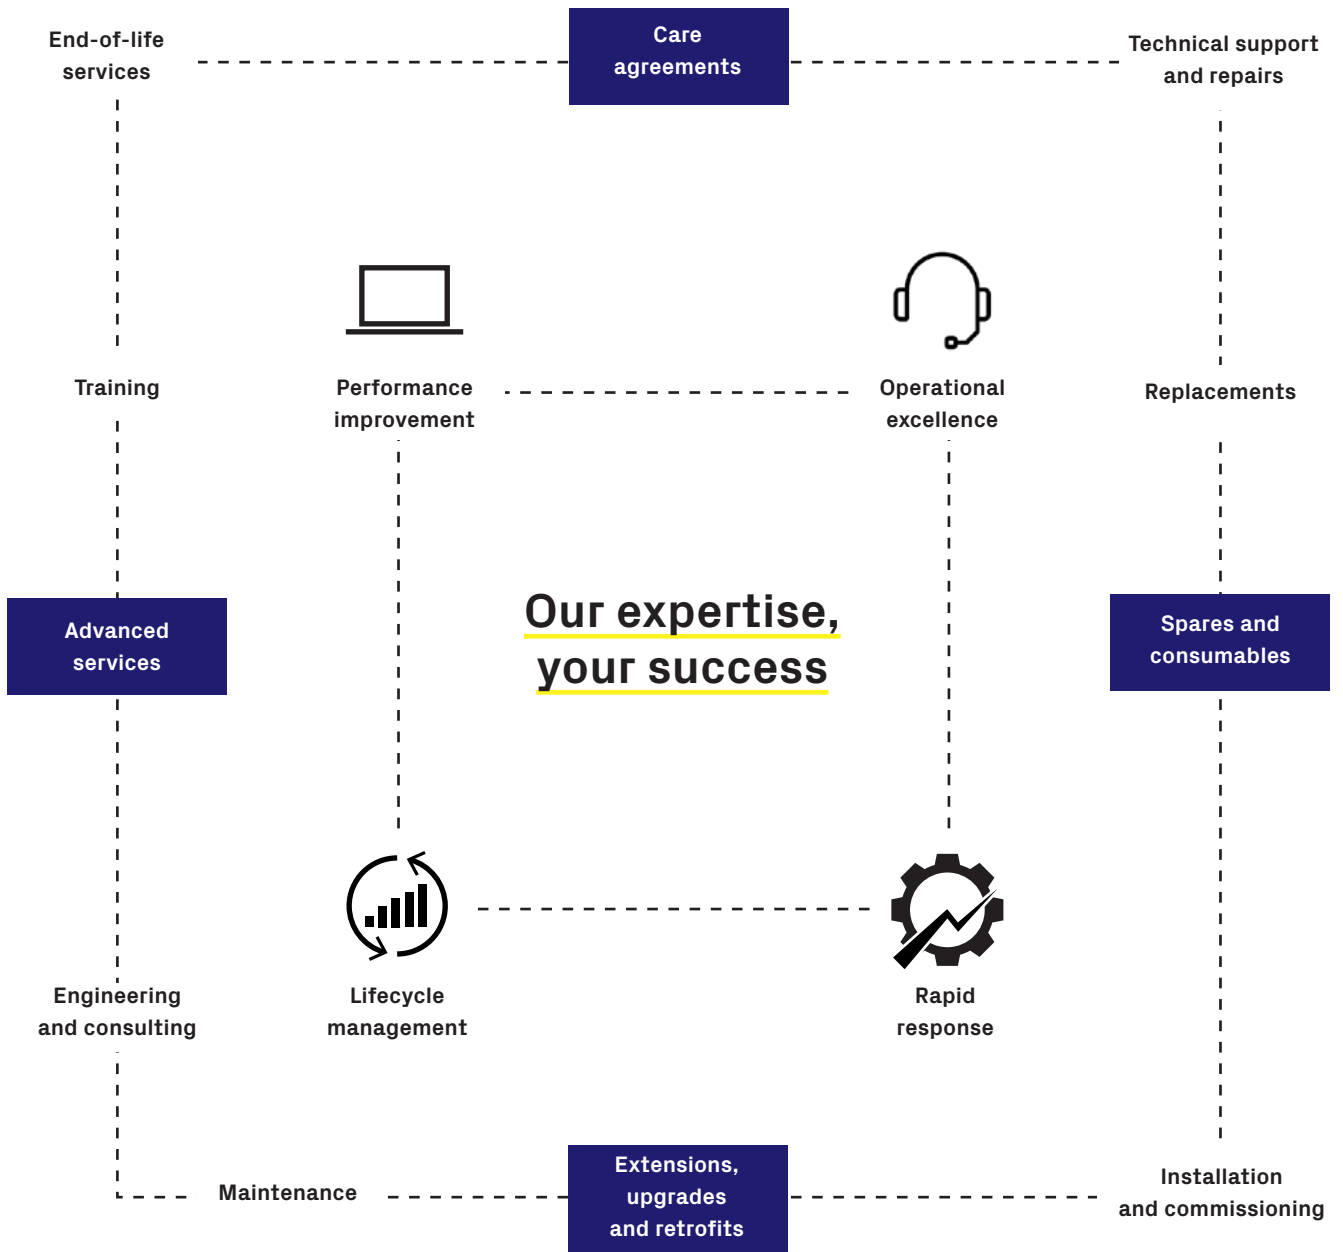 End-of-life
services
Care
agreements
Technical support
and repairs
Training
Performance
improvement
Operational
excellence
Replacements
Our expertise,
your success
Advanced
services
Spares and
consumables
Engineering
and consulting
Lifecycle
management
Rapid
response
Maintenance
Extensions,
upgrades
and retrofits
Installation
and commissioning